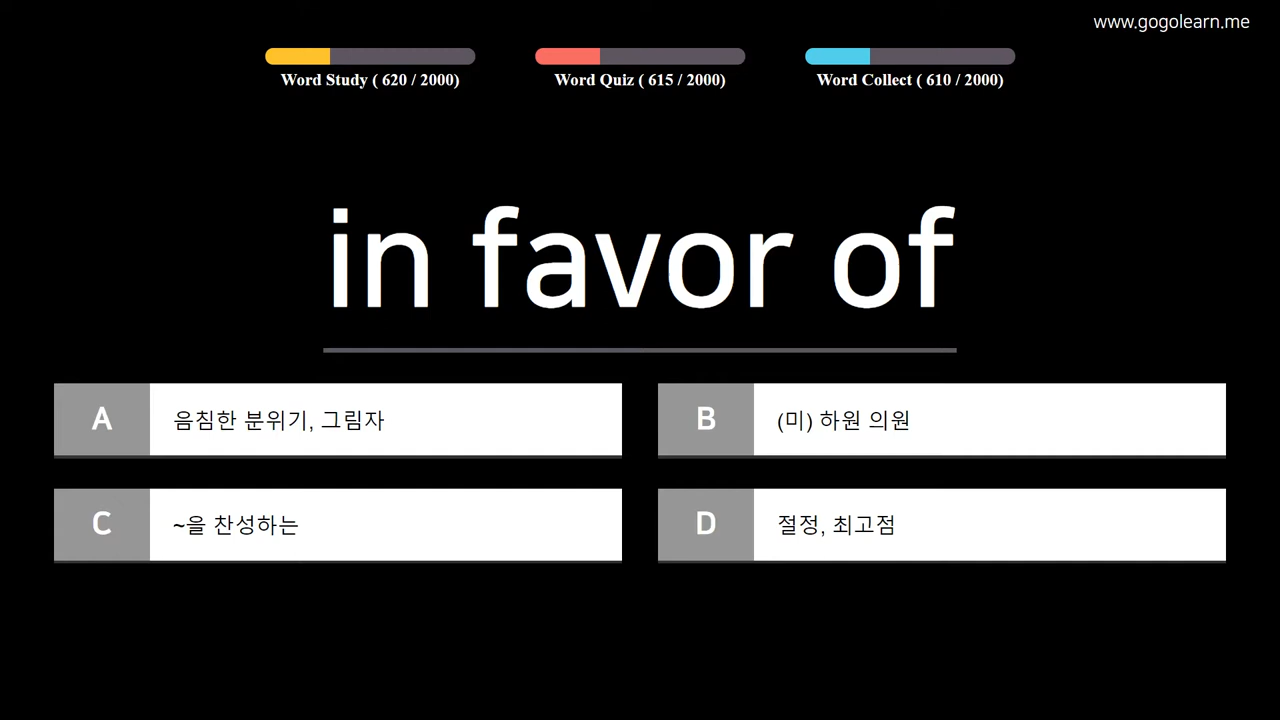 www.gogolearn.me
Word Study ( 620 / 2000)
Word Quiz ( 615 / 2000)
Word Collect ( 610 / 2000)
in favor of
A 음침한 분위기, 그림자
B (미) 하원 의원
C ~을 찬성하는
D 절정, 최고점